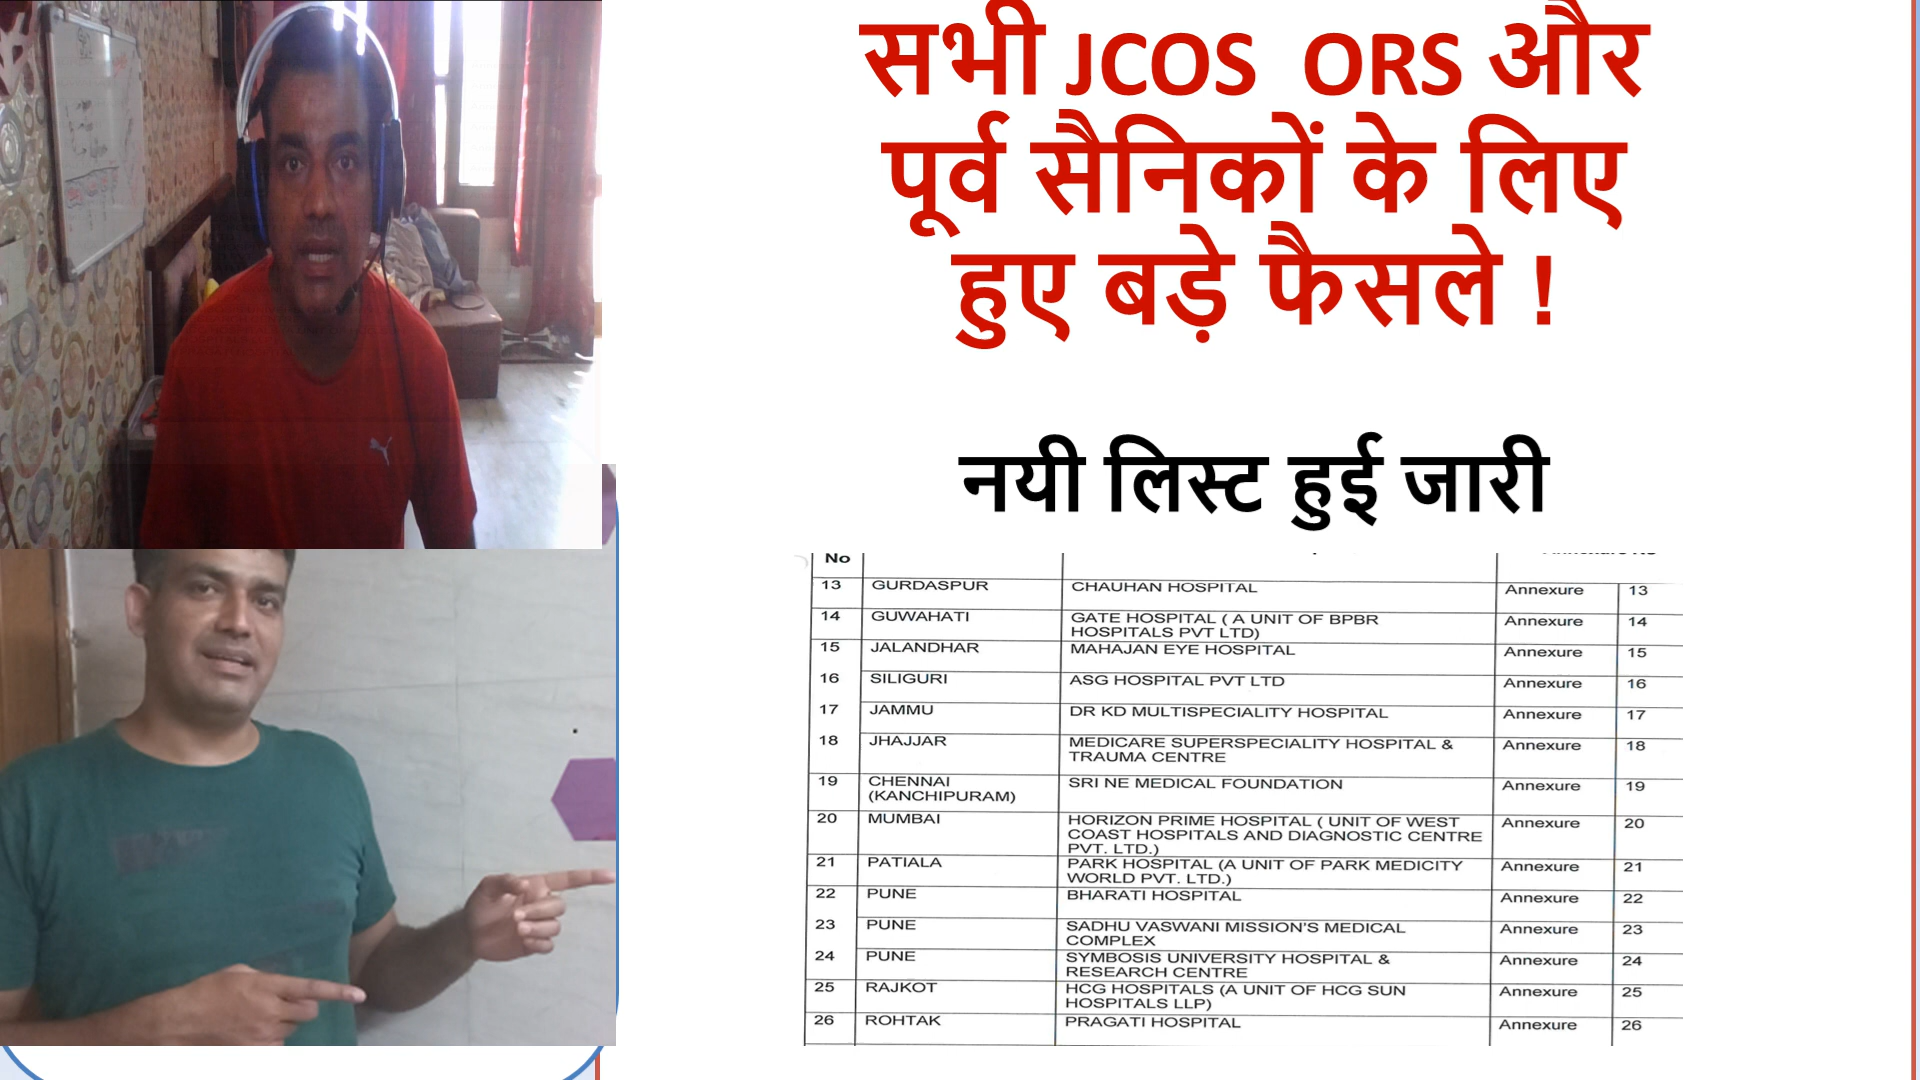 सभी JCOS ORS और
पूर्व सैनिकों के लिए
हुए बड़े फैसले !
नयी लिस्ट हुई जारी
No
13 GURDASPUR CHAUHAN HOSPITAL Annexure 13
14 GUWAHATI GATE HOSPITAL ( A UNIT OF BPBR
HOSPITALS PVT LTD) Annexure 14
15 JALANDHAR MAHAJAN EYE HOSPITAL Annexure 15
16 SILIGURI ASG HOSPITAL PVT LTD Annexure 16
17 JAMMU DR KD MULTISPECIALITY HOSPITAL Annexure 17
18 JHAJJAR MEDICARE SUPERSPECIALITY HOSPITAL &
TRAUMA CENTRE Annexure 18
19 CHENNAI SRI NE MEDICAL FOUNDATION Annexure 19
(KANCHIPURAM)
20 MUMBAI HORIZON PRIME HOSPITAL ( UNIT OF WEST
COAST HOSPITALS AND DIAGNOSTIC CENTRE
PVT. LTD.) Annexure 20
21 PATIALA PARK HOSPITAL (A UNIT OF PARK MEDICITY
WORLD PVT. LTD.) Annexure 21
22 PUNE BHARATI HOSPITAL Annexure 22
23 PUNE SADHU VASWANI MISSION'S MEDICAL
COMPLEX Annexure 23
24 PUNE SYMBOSIS UNIVERSITY HOSPITAL &
RESEARCH CENTRE Annexure 24
25 RAJKOT HCG HOSPITALS (A UNIT OF HCG SUN
HOSPITALS LLP) Annexure 25
26 ROHTAK PRAGATI HOSPITAL Annexure 26